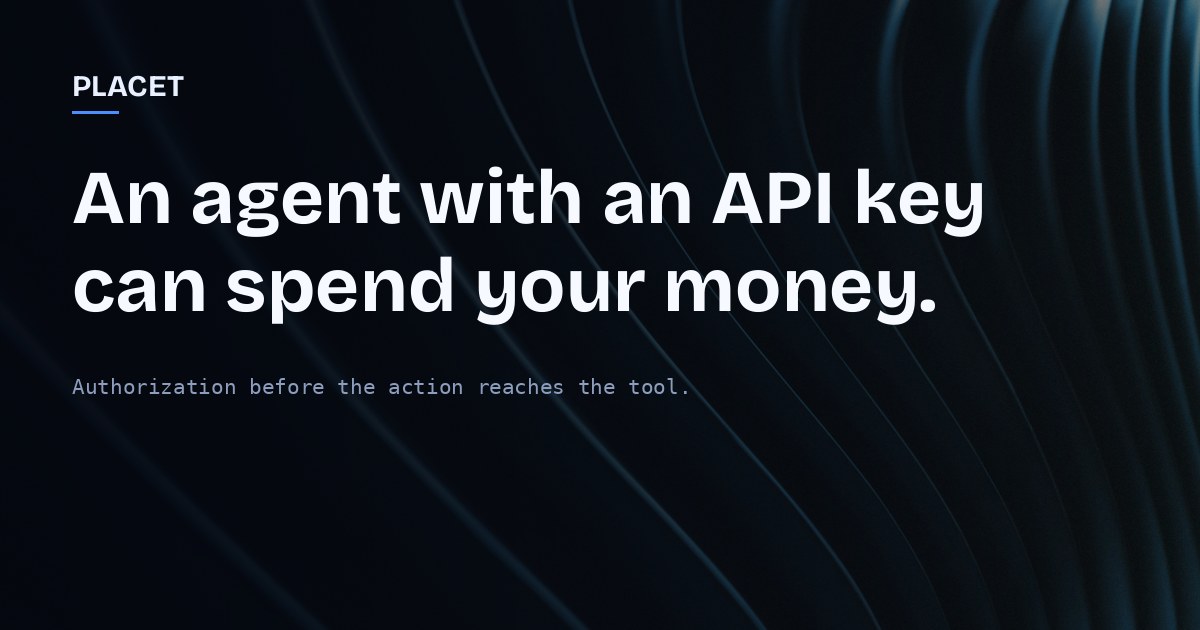 PLACET
An agent with an API key
can spend your money.
Authorization before the action reaches the tool.